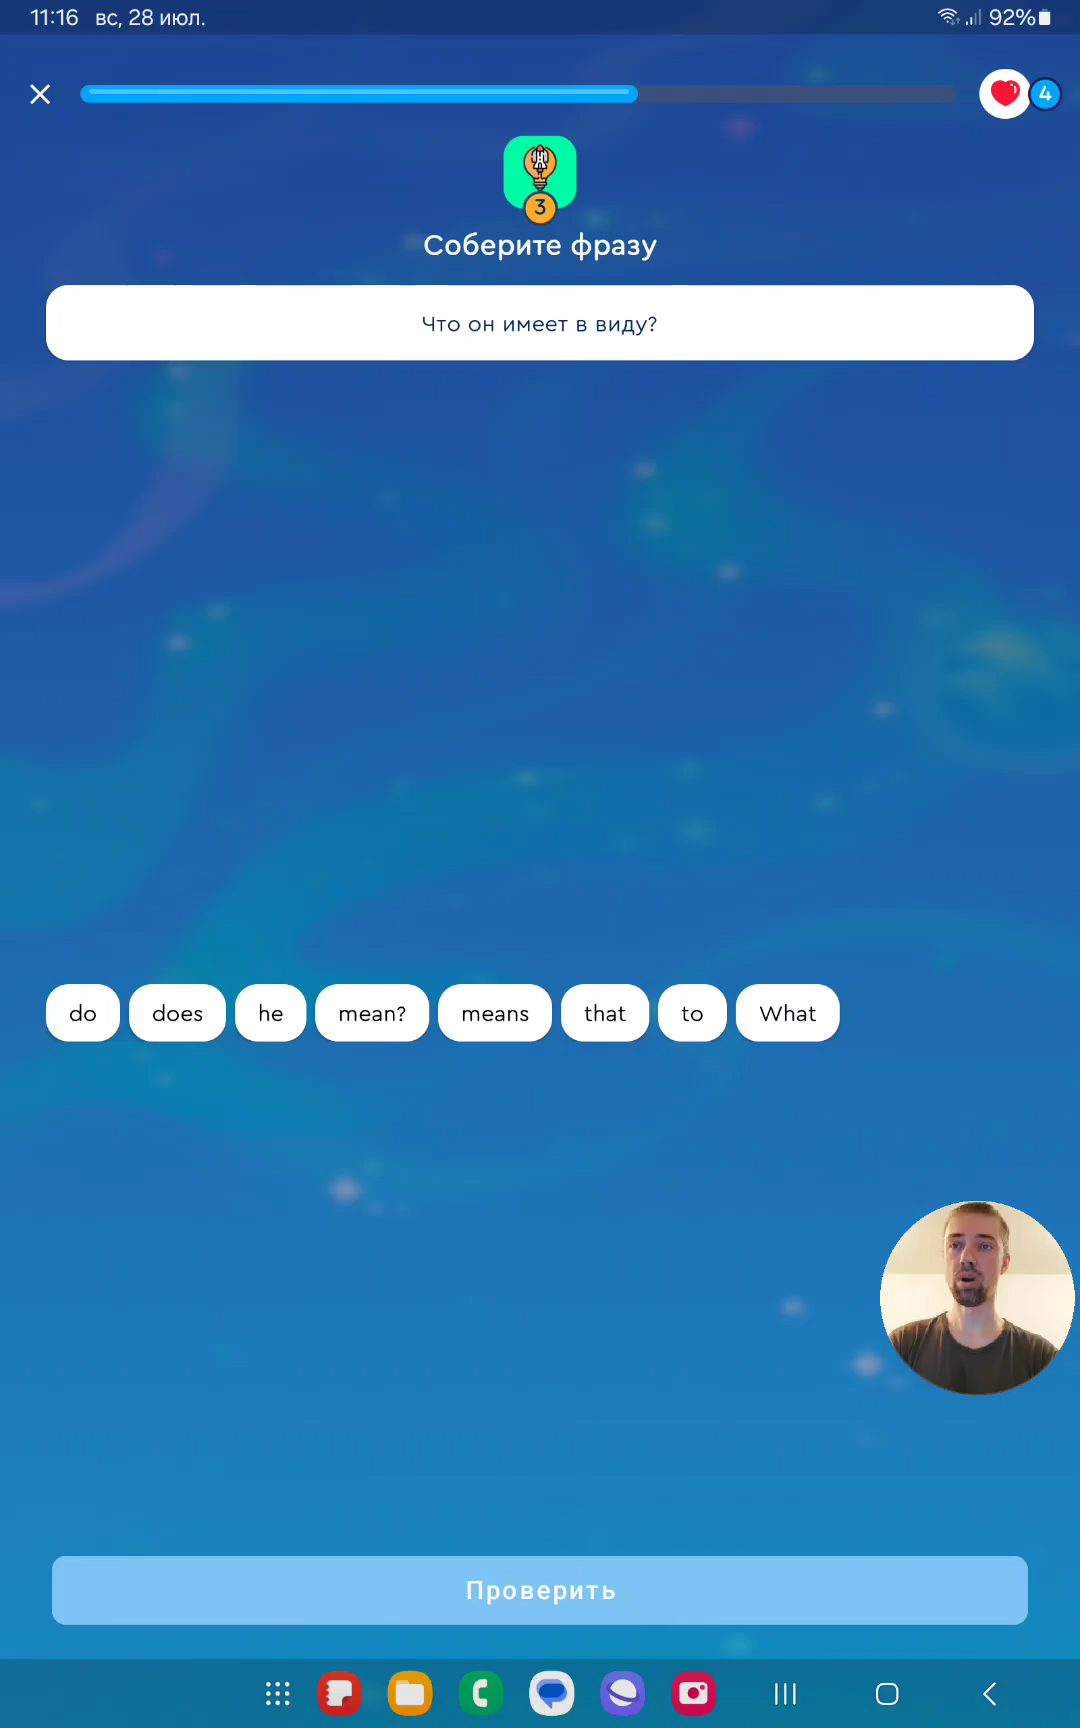 11:16 вс, 28 июл. 92%
4
3
Соберите фразу
Что он имеет в виду?
do does he mean? means that to What
Проверить